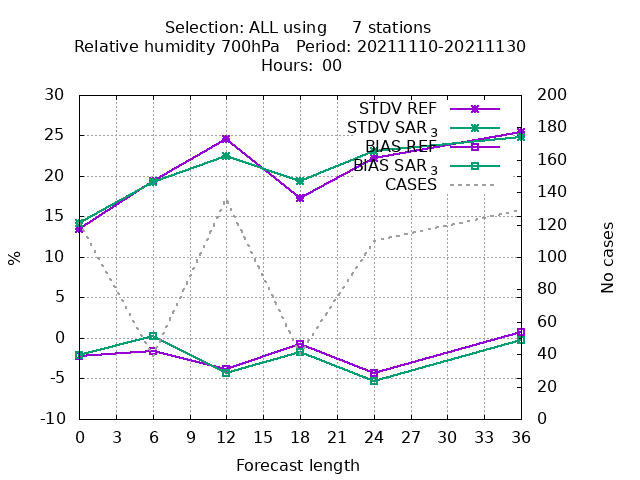 Selection: ALL using     7 stations
Relative humidity 700hPa   Period: 20211110-20211130
Hours: 00
STDV REF
STDV SAR 3
BIAS REF
BIAS SAR 3
CASES
30
25
20
15
10
5
0
-5
-10
%
200
180
160
140
120
100
80
60
40
20
0
No cases
0 3 6 9 12 15 18 21 24 27 30 33 36
Forecast length